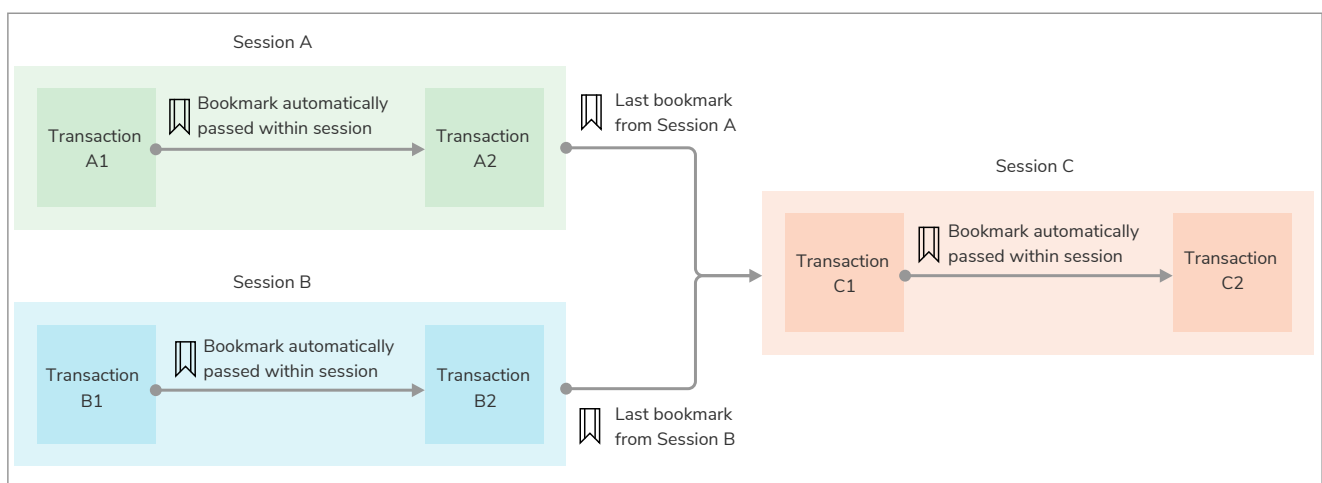 Session A
Transaction
A1
Bookmark automatically
passed within session
Transaction
A2
Last bookmark
from Session A
Session B
Transaction
B1
Bookmark automatically
passed within session
Transaction
B2
Last bookmark
from Session B
Session C
Transaction
C1
Bookmark automatically
passed within session
Transaction
C2